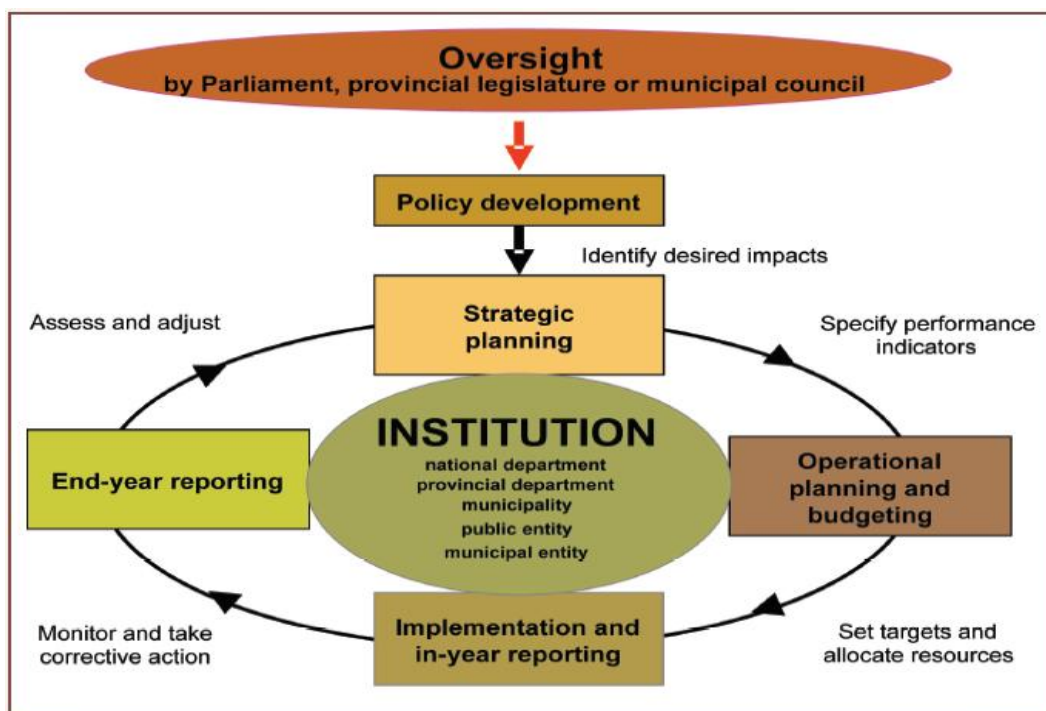 Oversight
by Parliament, provincial legislature or municipal council
Policy development
Identify desired impacts
Strategic
planning
Assess and adjust
Specify performance
indicators
INSTITUTION
national department
provincial department
municipality
public entity
municipal entity
End-year reporting
Operational
planning and
budgeting
Monitor and take
corrective action
Implementation and
in-year reporting
Set targets and
allocate resources